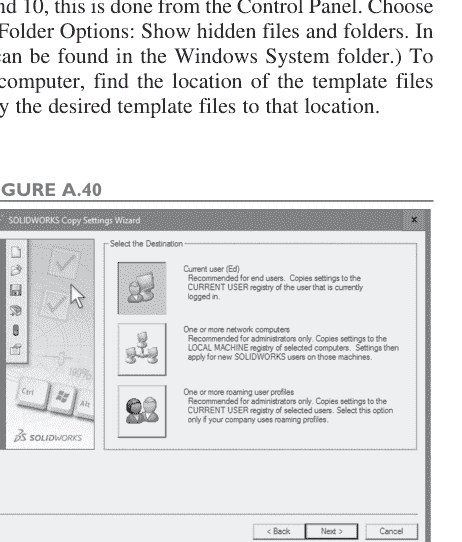 nd 10, this is done from the Control Panel. Choose
Folder Options: Show hidden files and folders. In
can be found in the Windows System folder.) To
computer, find the location of the template files
y the desired template files to that location.
GURE A.40
SOLIDWORKS Copy Settings Wizard
x
Select the Destination
Current user (Ed)
Recommended for end users. Copies settings to the
CURRENT USER registry of the user that is currently
logged in.
One or more network computers
Recommended for administrators only. Copies settings to the
LOCAL MACHINE registry of selected computers. Settings then
apply for new SOLIDWORKS users on those machines.
One or more roaming user profiles
Recommended for administrators only. Copies settings to the
CURRENT USER registry of selected users. Select this option
only if your company uses roaming profiles.
100%
Ctrl
Alt
SOLIDWORKS
< Back
Next >
Cancel